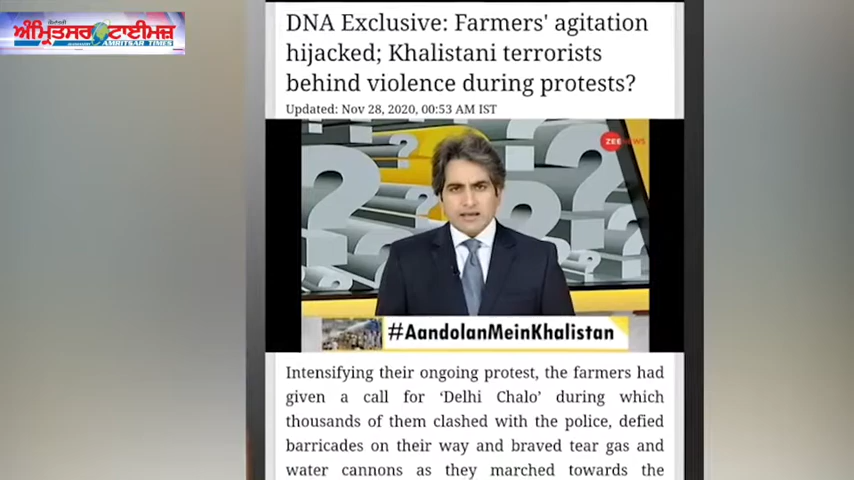 ਅੰਮ੍ਰਿਤਸਰ ਟਾਈਮਜ਼
AMRITSAR TIMES
DNA Exclusive: Farmers' agitation
hijacked; Khalistani terrorists
behind violence during protests?
Updated: Nov 28, 2020, 00:53 AM IST
ZEE NEWS
#AandolanMeinKhalistan
Intensifying their ongoing protest, the farmers had
given a call for ‘Delhi Chalo’ during which
thousands of them clashed with the police, defied
barricades on their way and braved tear gas and
water cannons as they marched towards the